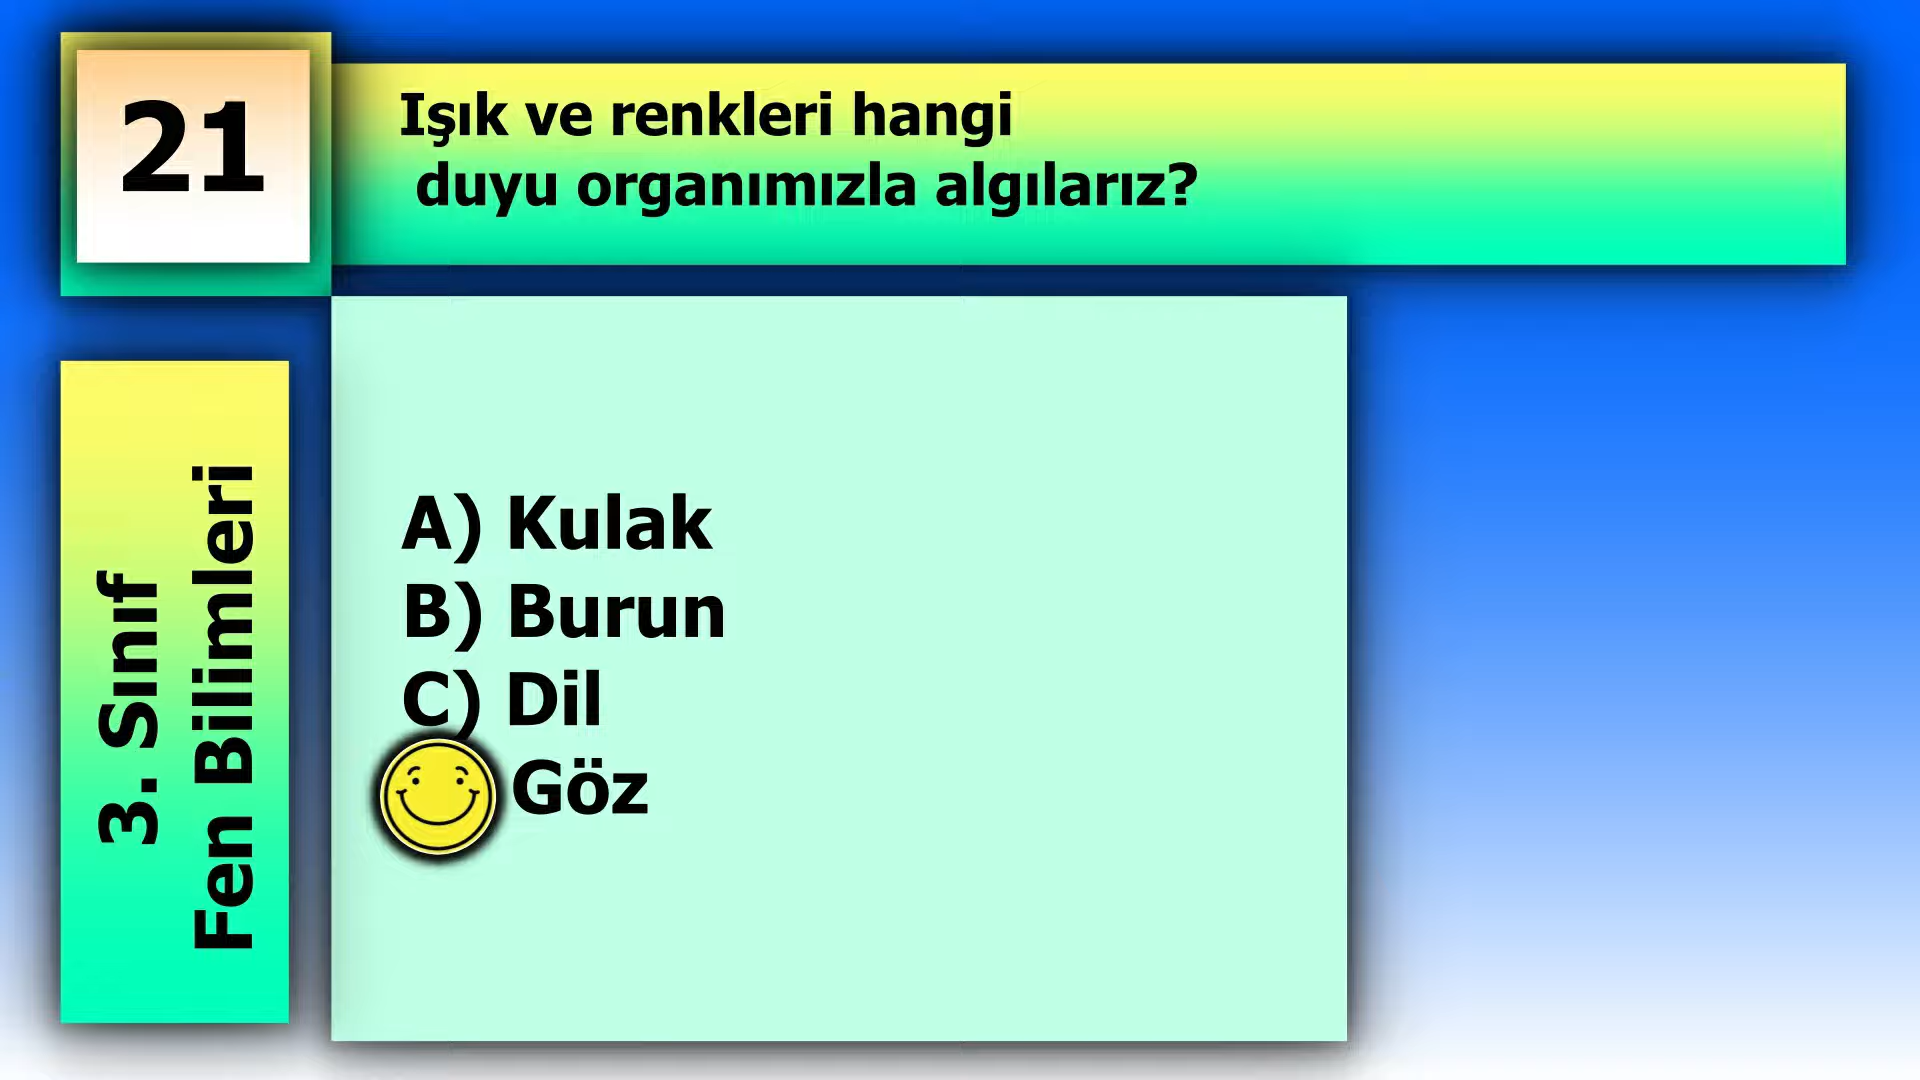 21
Işık ve renkleri hangi
duyu organımızla algılarız?
3. Sınıf
Fen Bilimleri
A) Kulak
B) Burun
C) Dil
Göz